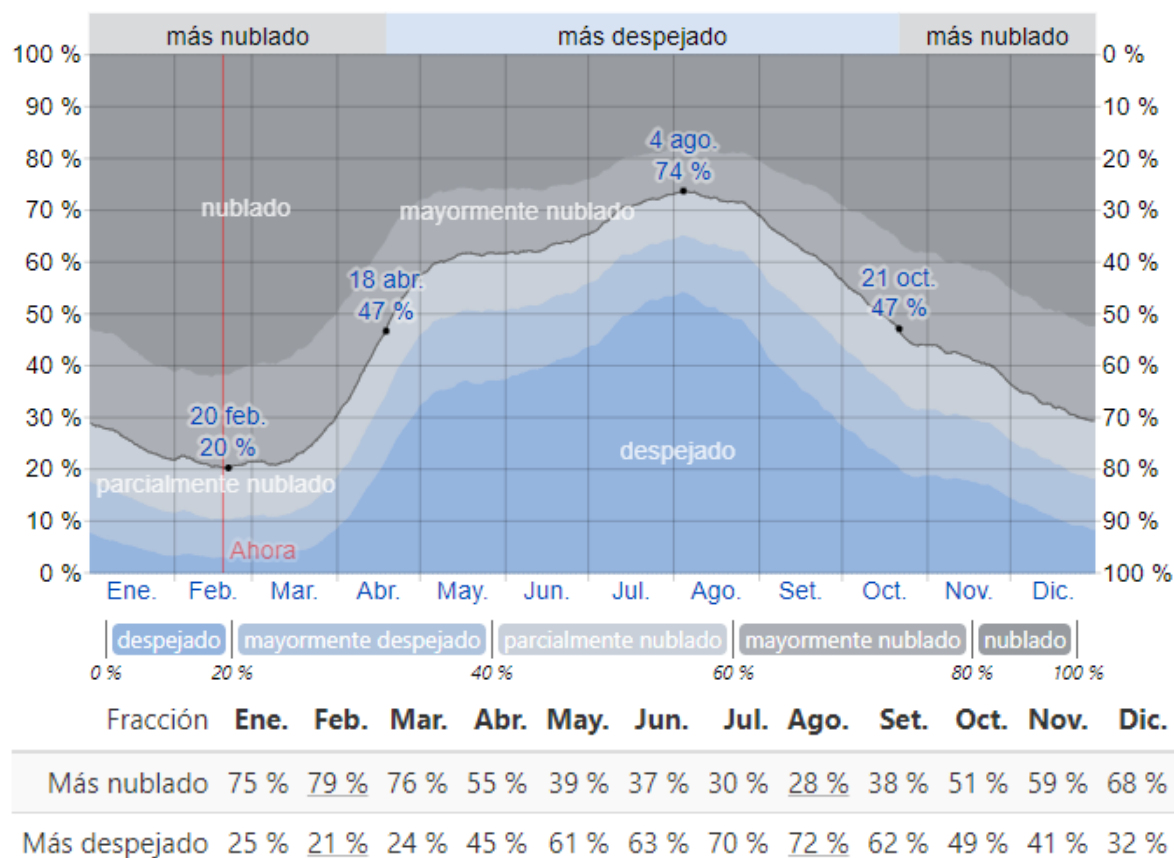 más nublado más despejado más nublado
100 % 0 %
90 % 10 %
80 % 20 %
4 ago.
74 %
70 % 30 %
nublado mayormente nublado
60 % 40 %
18 abr. 21 oct.
47 % 47 %
50 % 50 %
40 % 60 %
30 % 70 %
20 feb.
20 %
20 % 80 %
despejado
parcialmente nublado
10 % 90 %
Ahora
0 % 100 %
Ene. Feb. Mar. Abr. May. Jun. Jul. Ago. Set. Oct. Nov. Dic.
despejado mayormente despejado parcialmente nublado mayormente nublado nublado
0 % 20 % 40 % 60 % 80 % 100 %
Fracción Ene. Feb. Mar. Abr. May. Jun. Jul. Ago. Set. Oct. Nov. Dic.
Más nublado 75 % 79 % 76 % 55 % 39 % 37 % 30 % 28 % 38 % 51 % 59 % 68 %
Más despejado 25 % 21 % 24 % 45 % 61 % 63 % 70 % 72 % 62 % 49 % 41 % 32 %